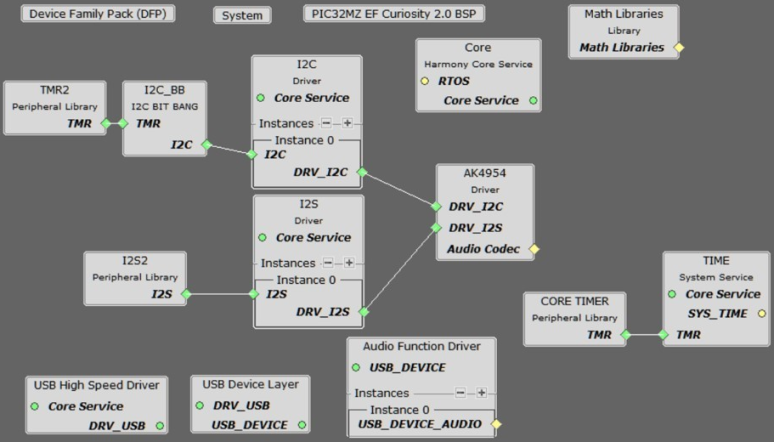 Device Family Pack (DFP)
System
PIC32MZ EF Curiosity 2.0 BSP
Math Libraries
Library
Math Libraries
Core
Harmony Core Service
RTOS
Core Service
TMR2
Peripheral Library
TMR
I2C_BB
I2C BIT BANG
TMR
I2C
I2C
Driver
Core Service
Instances
Instance 0
I2C
DRV_I2C
AK4954
Driver
DRV_I2C
DRV_I2S
Audio Codec
I2S
Driver
Core Service
Instances
Instance 0
I2S
DRV_I2S
I2S2
Peripheral Library
I2S
CORE TIMER
Peripheral Library
TMR
TIME
System Service
Core Service
SYS_TIME
TMR
Audio Function Driver
USB_DEVICE
Instances
Instance 0
USB_DEVICE_AUDIO
USB High Speed Driver
Core Service
DRV_USB
USB Device Layer
DRV_USB
USB_DEVICE